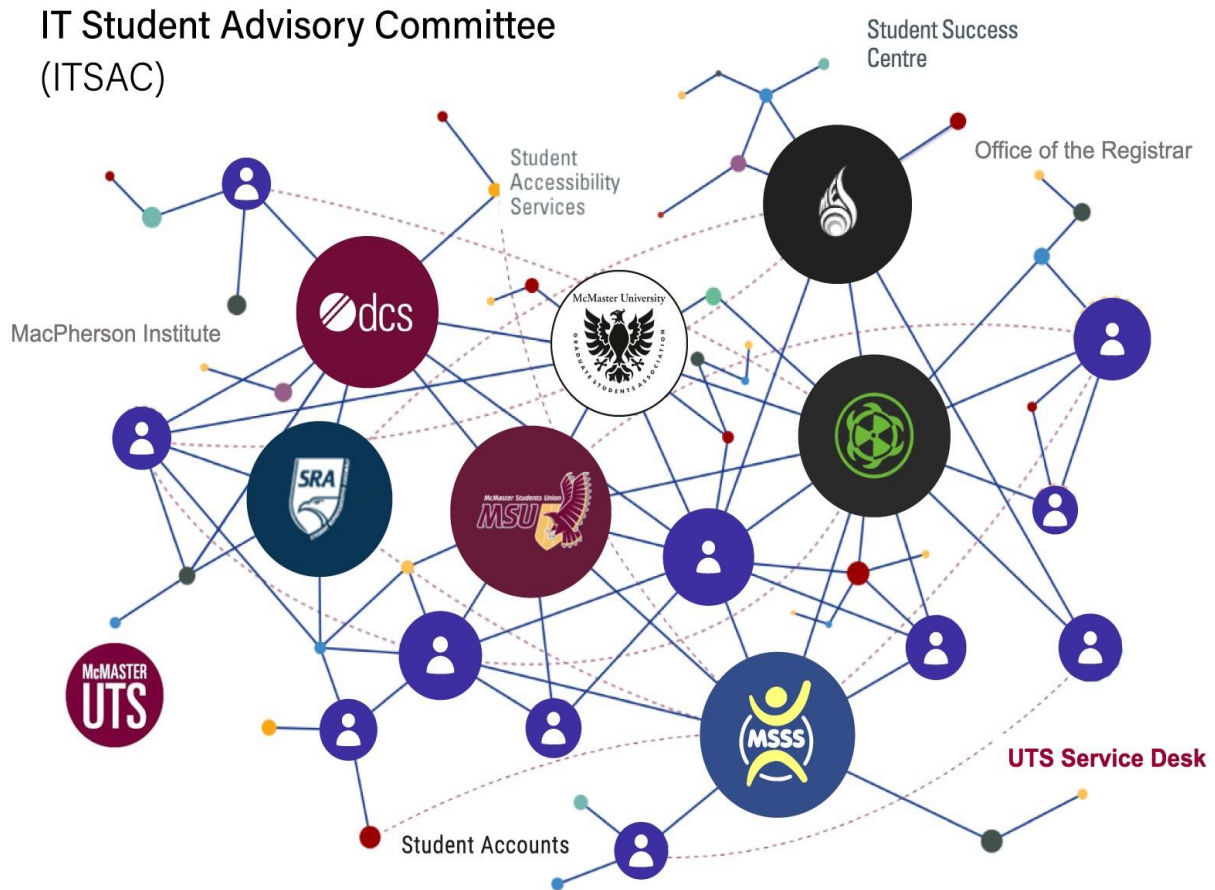 IT Student Advisory Committee
(ITSAC)
Student Success
Centre
Office of the Registrar
Student
Accessibility
Services
McMaster University
GRADUATE STUDENTS ASSOCIATION
dcs
MacPherson Institute
SRA
McMaster Students Union
MSU
McMASTER
UTS
MSSS
UTS Service Desk
Student Accounts